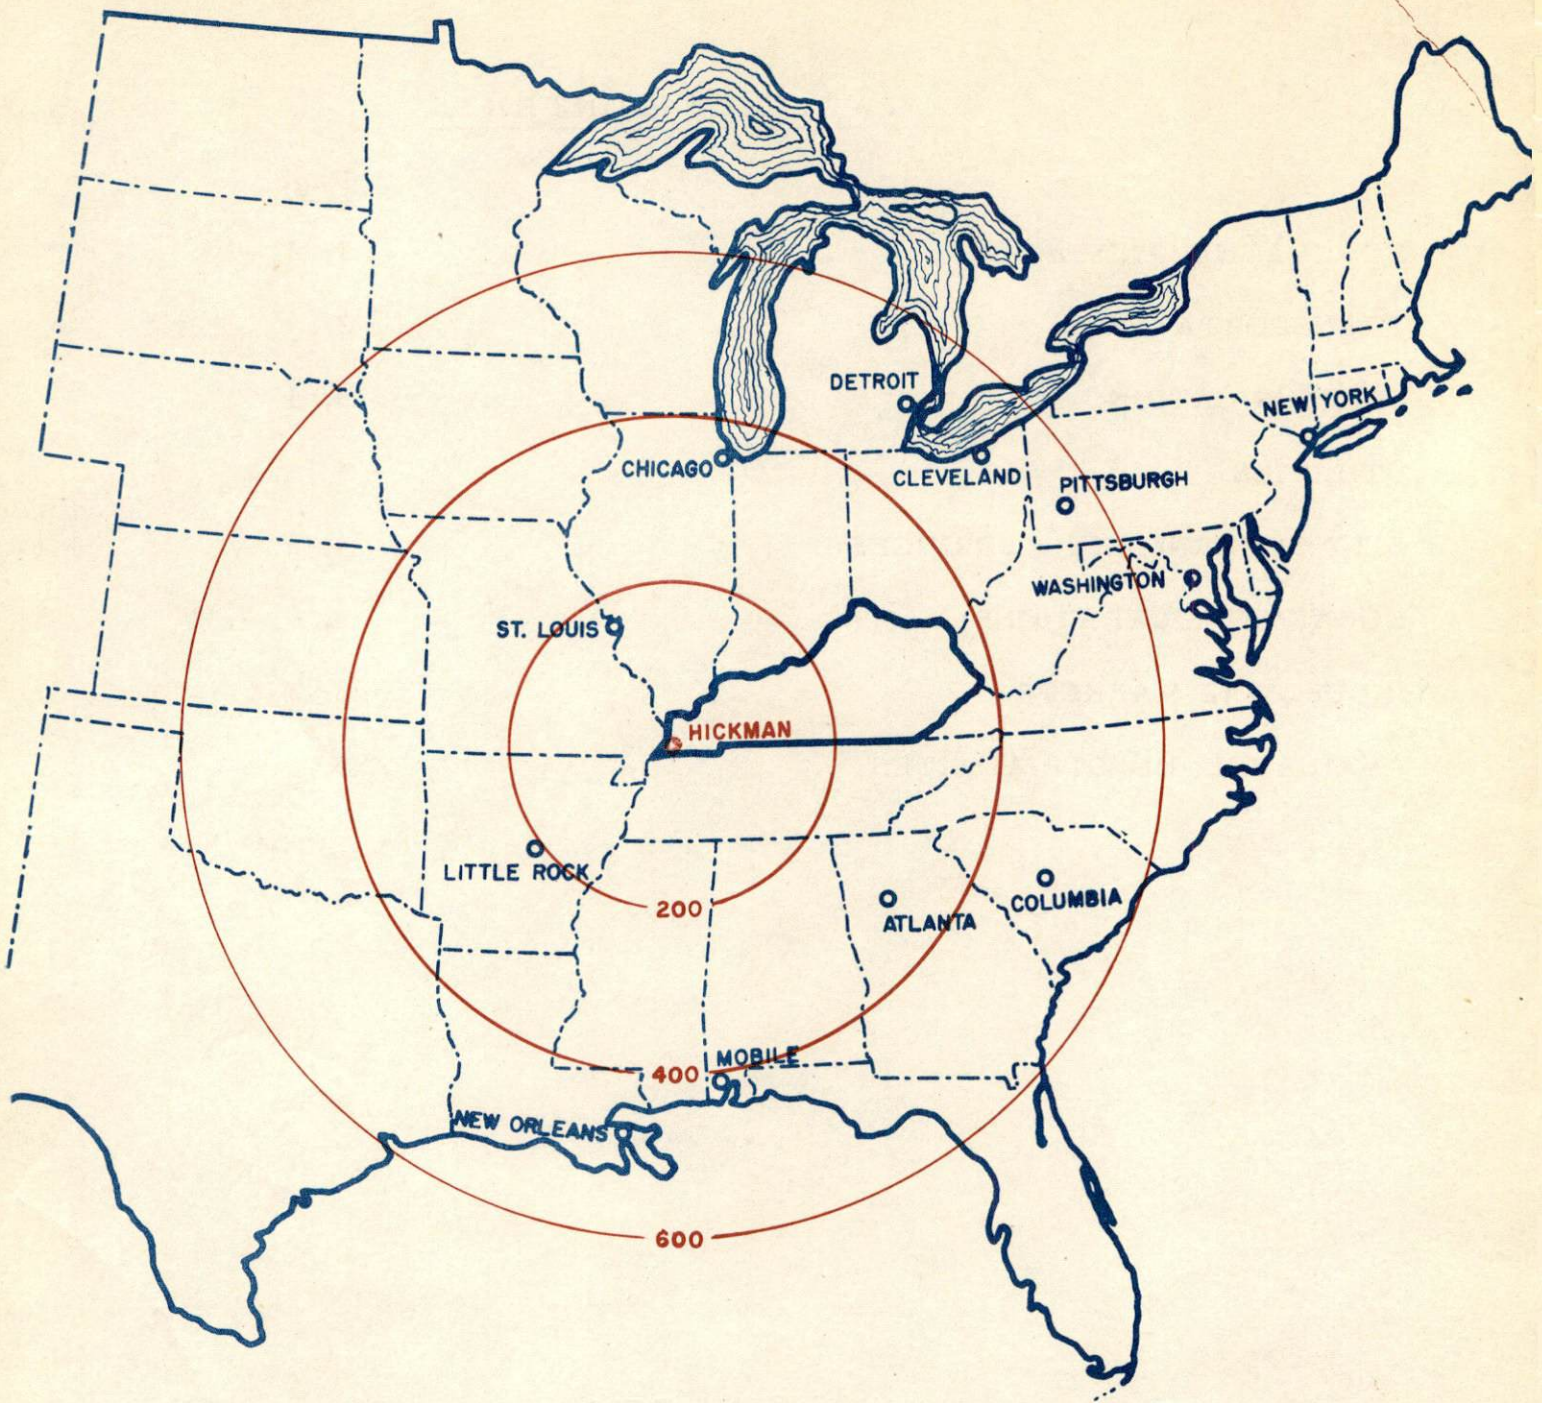 DETROIT
NEW YORK
CHICAGO
CLEVELAND
PITTSBURGH
WASHINGTON
ST. LOUIS
HICKMAN
LITTLE ROCK
COLUMBIA
200
ATLANTA
MOBILE
400
NEW ORLEANS
600